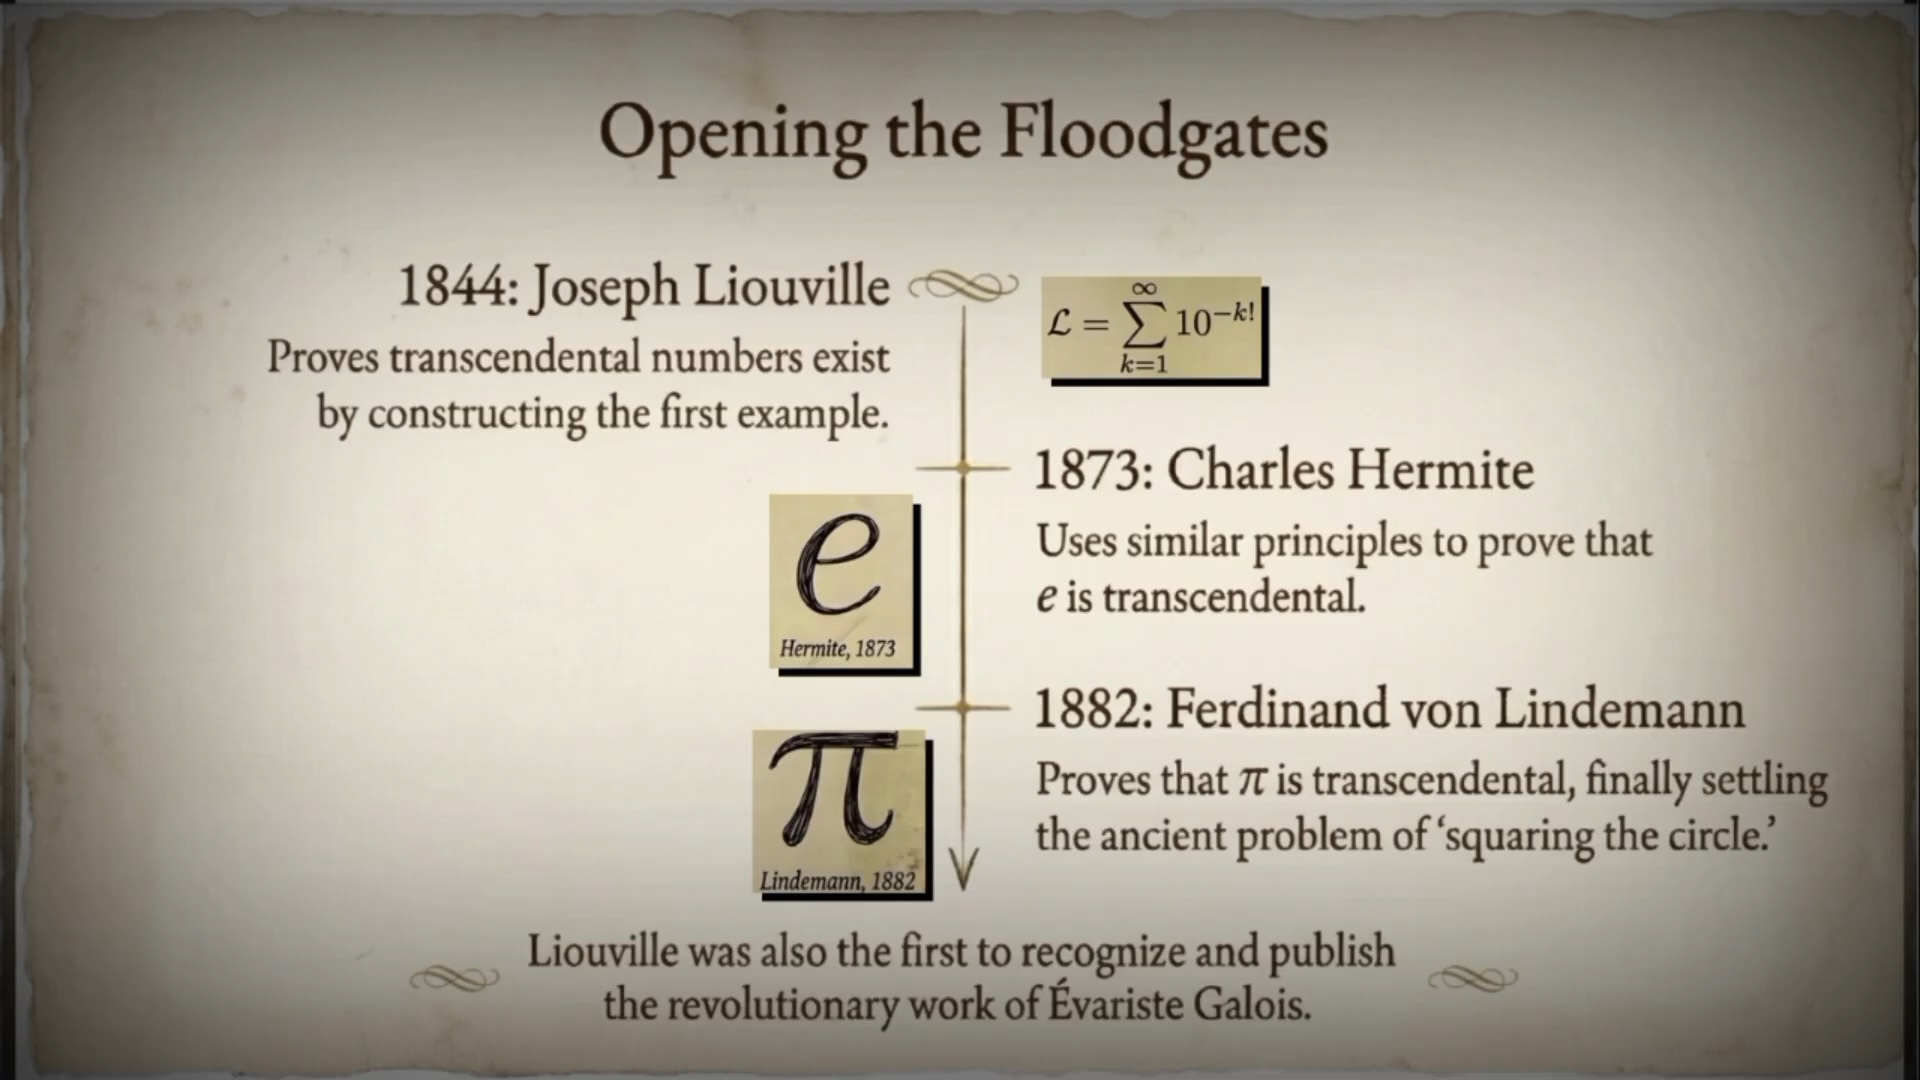 Opening the Floodgates
1844: Joseph Liouville
Proves transcendental numbers exist
by constructing the first example.
ℒ = ∑_{k=1}^{∞} 10^{-k!}
1873: Charles Hermite
Uses similar principles to prove that
e is transcendental.
e
Hermite, 1873
1882: Ferdinand von Lindemann
Proves that π is transcendental, finally settling
the ancient problem of ‘squaring the circle.’
π
Lindemann, 1882
Liouville was also the first to recognize and publish
the revolutionary work of Évariste Galois.